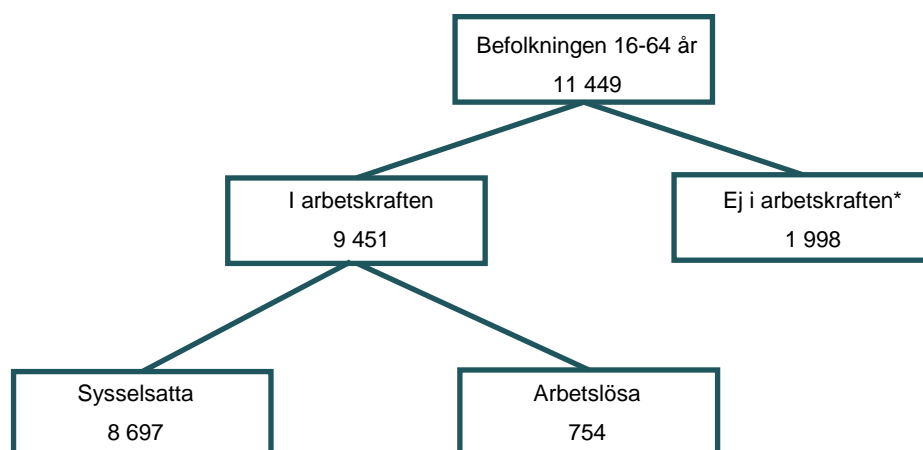 Befolkningen 16-64 år
11 449
I arbetskraften
9 451
Ej i arbetskraften*
1 998
Sysselsatta
8 697
Arbetslösa
754